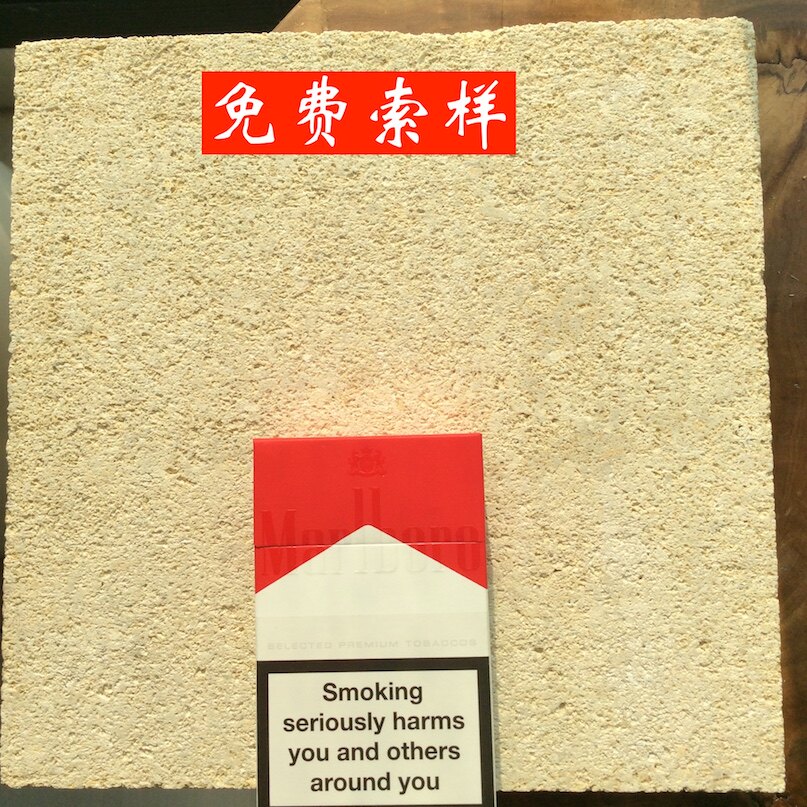 免费索样
Marlboro
SELECTED PREMIUM TOBACCOS
Smoking
seriously harms
you and others
around you